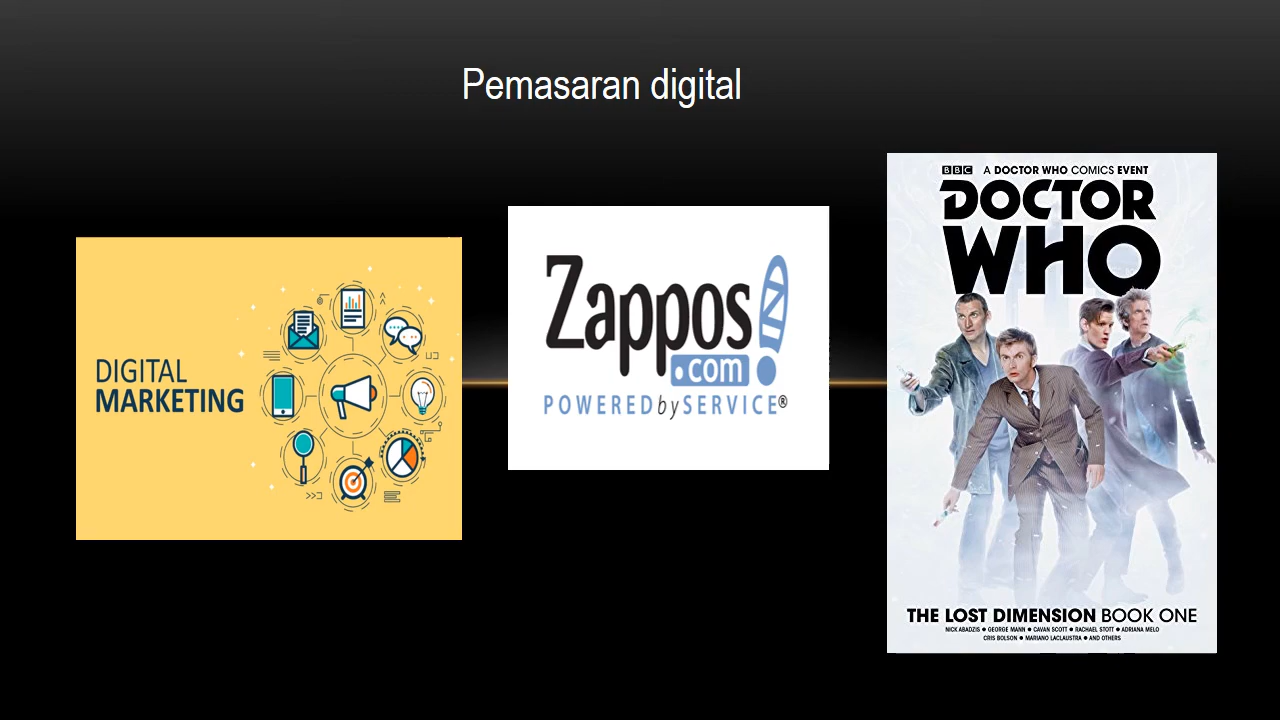 Pemasaran digital
DIGITAL
MARKETING
Zappos!
.com
POWEREDbySERVICE®
BBC A DOCTOR WHO COMICS EVENT
DOCTOR
WHO
THE LOST DIMENSION BOOK ONE
NICK ABADZIS ● GEORGE MANN ● CAVAN SCOTT ● RACHAEL STOTT ● ADRIANA MELO
CRIS BOLSON ● MARIANO LACLAUSTRA ● AND OTHERS